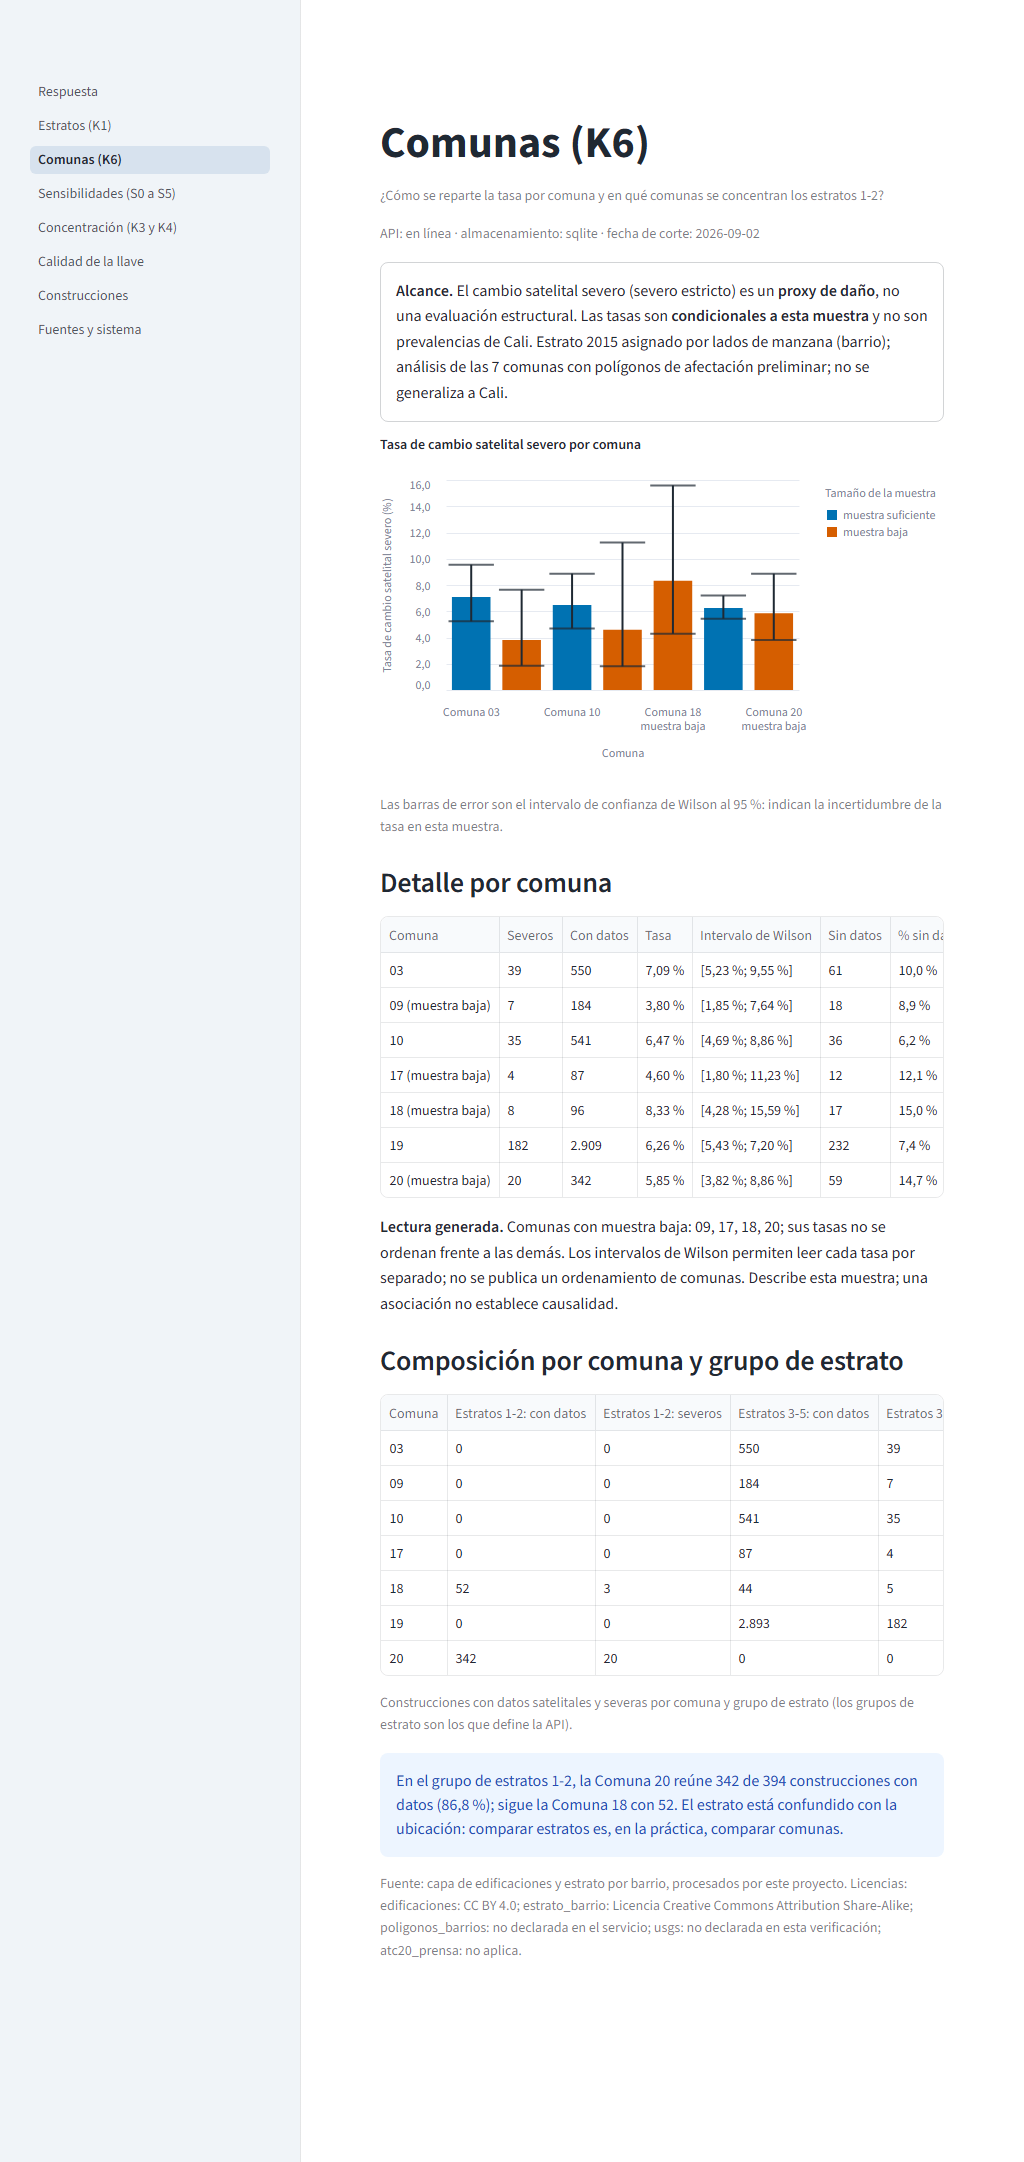 Respuesta
Estratos (K1)
Comunas (K6)
Sensibilidades (S0 a S5)
Concentración (K3 y K4)
Calidad de la llave
Construcciones
Fuentes y sistema
Comunas (K6)
¿Cómo se reparte la tasa por comuna y en qué comunas se concentran los estratos 1-2?
API: en línea · almacenamiento: sqlite · fecha de corte: 2026-09-02
Alcance. El cambio satelital severo (severo estricto) es un proxy de daño, no
una evaluación estructural. Las tasas son condicionales a esta muestra y no son
prevalencias de Cali. Estrato 2015 asignado por lados de manzana (barrio);
análisis de las 7 comunas con polígonos de afectación preliminar; no se
generaliza a Cali.
Tasa de cambio satelital severo por comuna
Tasa de cambio satelital severo (%)
16,0
14,0
12,0
10,0
8,0
6,0
4,0
2,0
0,0
Comuna 03
Comuna 10
Comuna 18
muestra baja
Comuna 20
muestra baja
Comuna
Tamaño de la muestra
muestra suficiente
muestra baja
Las barras de error son el intervalo de confianza de Wilson al 95 %: indican la incertidumbre de la
tasa en esta muestra.
Detalle por comuna
Comuna Severos Con datos Tasa Intervalo de Wilson Sin datos % sin da
03 39 550 7,09 % [5,23 %; 9,55 %] 61 10,0 %
09 (muestra baja) 7 184 3,80 % [1,85 %; 7,64 %] 18 8,9 %
10 35 541 6,47 % [4,69 %; 8,86 %] 36 6,2 %
17 (muestra baja) 4 87 4,60 % [1,80 %; 11,23 %] 12 12,1 %
18 (muestra baja) 8 96 8,33 % [4,28 %; 15,59 %] 17 15,0 %
19 182 2.909 6,26 % [5,43 %; 7,20 %] 232 7,4 %
20 (muestra baja) 20 342 5,85 % [3,82 %; 8,86 %] 59 14,7 %
Lectura generada. Comunas con muestra baja: 09, 17, 18, 20; sus tasas no se
ordenan frente a las demás. Los intervalos de Wilson permiten leer cada tasa por
separado; no se publica un ordenamiento de comunas. Describe esta muestra; una
asociación no establece causalidad.
Composición por comuna y grupo de estrato
Comuna Estratos 1-2: con datos Estratos 1-2: severos Estratos 3-5: con datos Estratos 3
03 0 0 550 39
09 0 0 184 7
10 0 0 541 35
17 0 0 87 4
18 52 3 44 5
19 0 0 2.893 182
20 342 20 0 0
Construcciones con datos satelitales y severas por comuna y grupo de estrato (los grupos de
estrato son los que define la API).
En el grupo de estratos 1-2, la Comuna 20 reúne 342 de 394 construcciones con
datos (86,8 %); sigue la Comuna 18 con 52. El estrato está confundido con la
ubicación: comparar estratos es, en la práctica, comparar comunas.
Fuente: capa de edificaciones y estrato por barrio, procesados por este proyecto. Licencias:
edificaciones: CC BY 4.0; estrato_barrio: Licencia Creative Commons Attribution Share-Alike;
poligonos_barrios: no declarada en el servicio; usgs: no declarada en esta verificación;
atc20_prensa: no aplica.